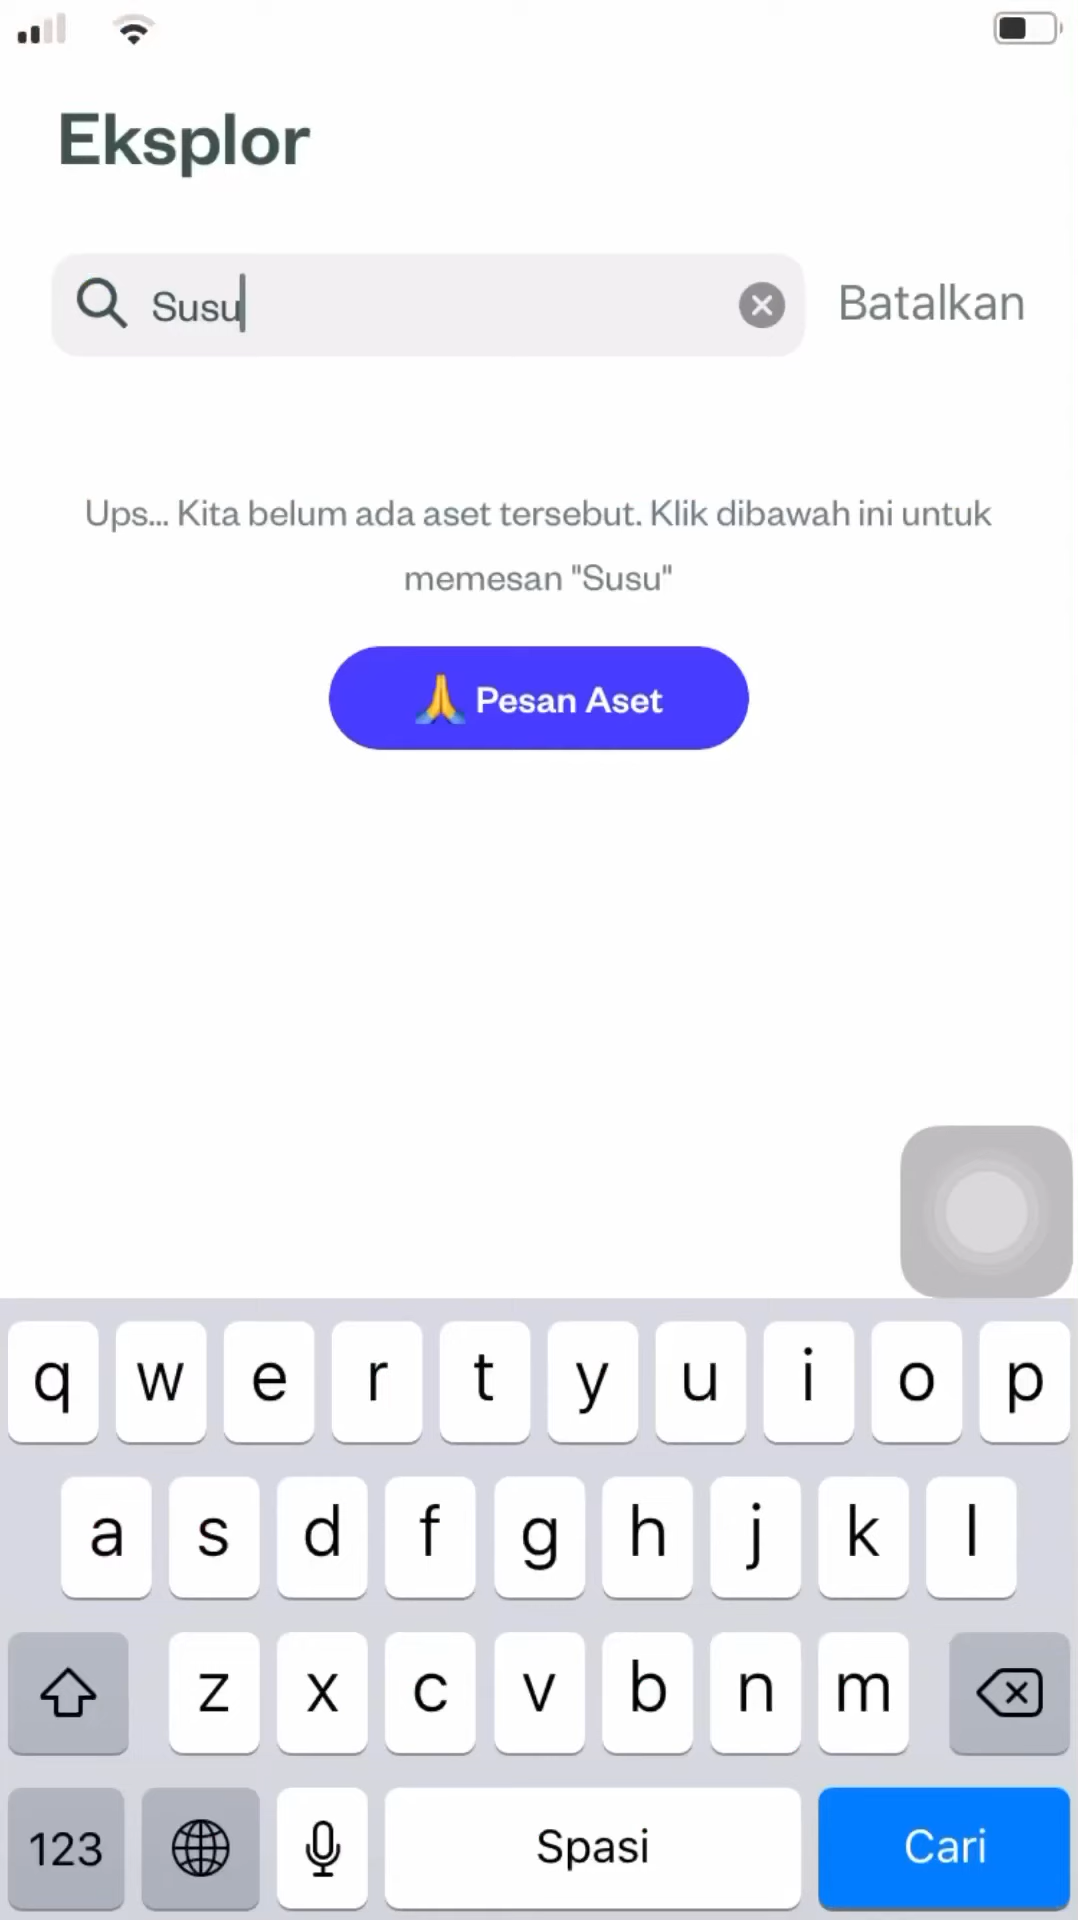 Eksplor
Susu
Batalkan
Ups... Kita belum ada aset tersebut. Klik dibawah ini untuk
memesan "Susu"
🙏 Pesan Aset
q w e r t y u i o p
a s d f g h j k l
z x c v b n m
123 Spasi Cari